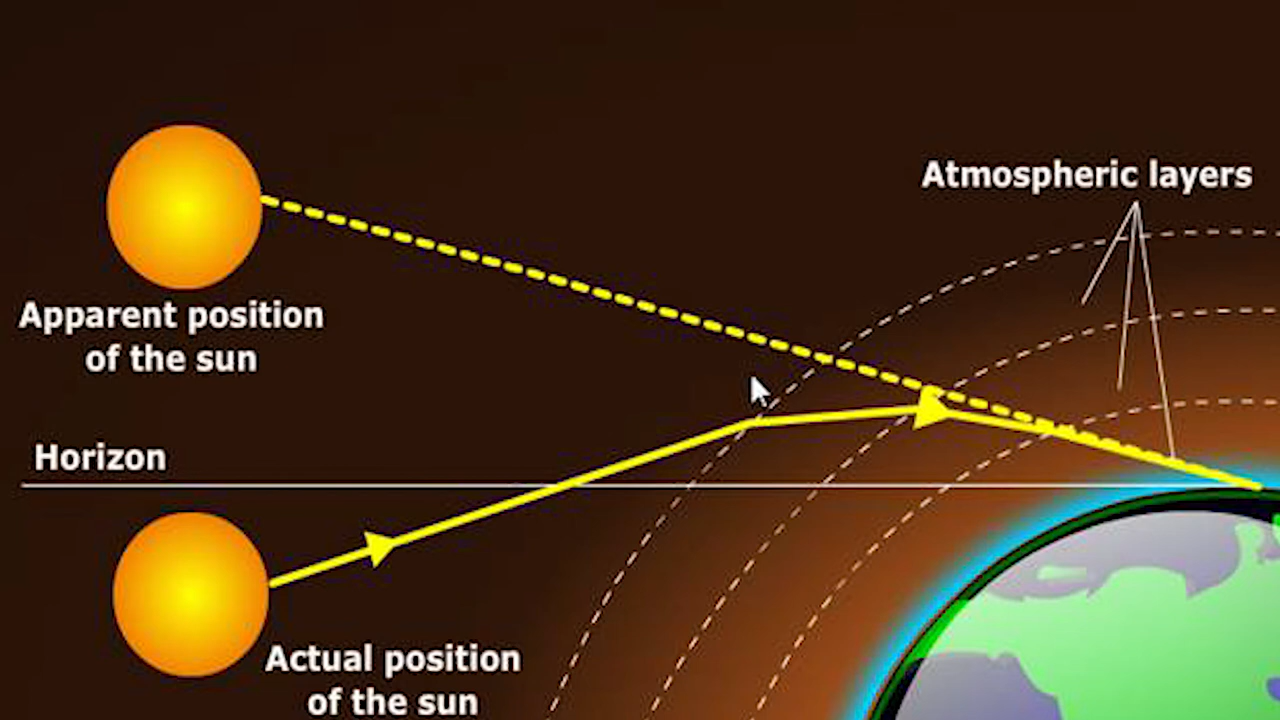 Atmospheric layers
Apparent position
of the sun
Horizon
Actual position
of the sun